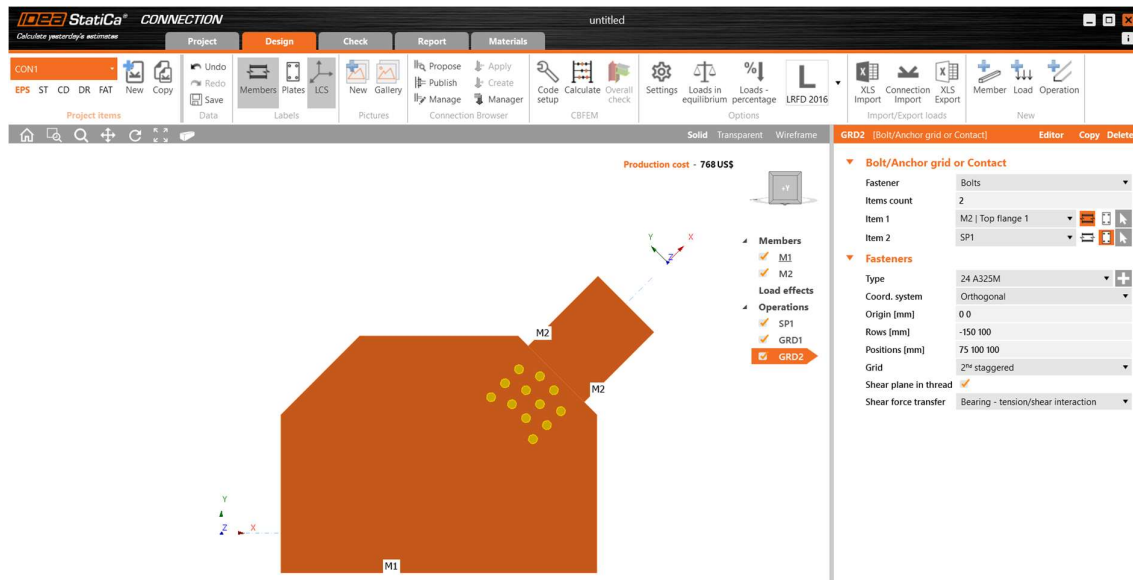 IDEA StatiCa® CONNECTION
untitled
Calculate yesterday's estimates
Project Design Check Report Materials
CON1
EPS ST CD DR FAT
New Copy
Undo
Redo
Save
Members Plates LCS
New Gallery
Propose Apply
Publish Create
Manage Manager
Code setup Calculate Overall check
Settings Loads in equilibrium Loads - percentage
L
LRFD 2016
XLS Import Connection Import XLS Export
Member Load Operation
Project Items Data Labels Pictures Connection Browser CBFEM Options Import/Export loads New
Solid Transparent Wireframe
GRD2 [Bolt/Anchor grid or Contact] Editor Copy Delete
Production cost - 768 US$
+Y
Y X
Z
Members
M1
M2
Load effects
Operations
SP1
GRD1
GRD2
M2
M2
Y
Z X
M1
Bolt/Anchor grid or Contact
Fastener Bolts
Items count 2
Item 1 M2 | Top flange 1
Item 2 SP1
Fasteners
Type 24 A325M
Coord. system Orthogonal
Origin [mm] 0 0
Rows [mm] -150 100
Positions [mm] 75 100 100
Grid 2nd staggered
Shear plane in thread
Shear force transfer Bearing - tension/shear interaction